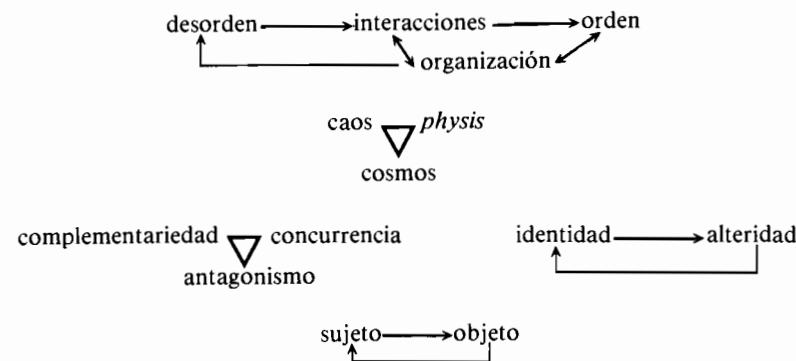 desorden interacciones orden
organización
caos physis
cosmos
complementariedad concurrencia identidad alteridad
antagonismo
sujeto objeto